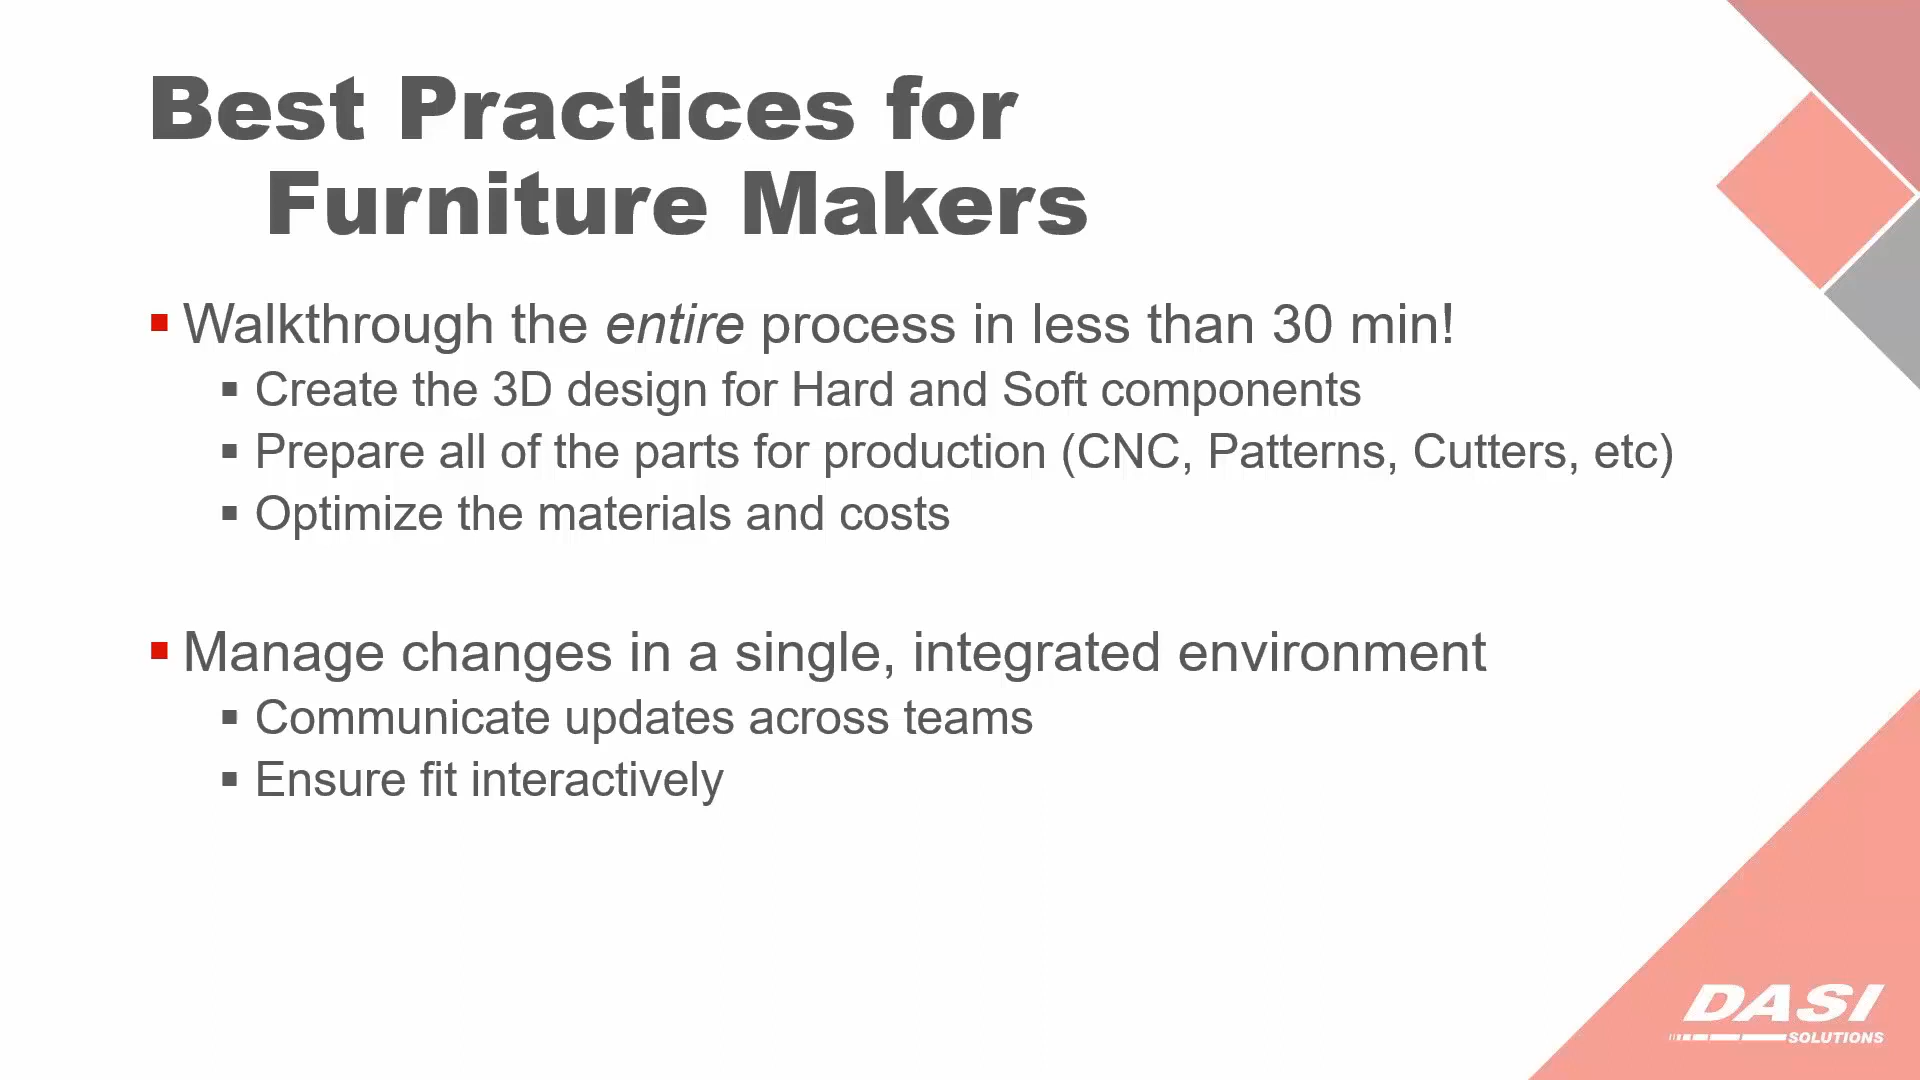 Best Practices for
Furniture Makers
Walkthrough the entire process in less than 30 min!
Create the 3D design for Hard and Soft components
Prepare all of the parts for production (CNC, Patterns, Cutters, etc)
Optimize the materials and costs
Manage changes in a single, integrated environment
Communicate updates across teams
Ensure fit interactively
DASI
SOLUTIONS